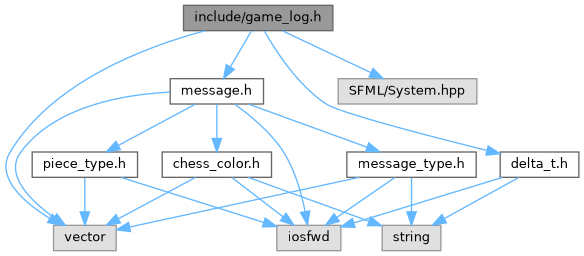 include/game_log.h
message.h
SFML/System.hpp
piece_type.h
chess_color.h
message_type.h
delta_t.h
vector
iosfwd
string